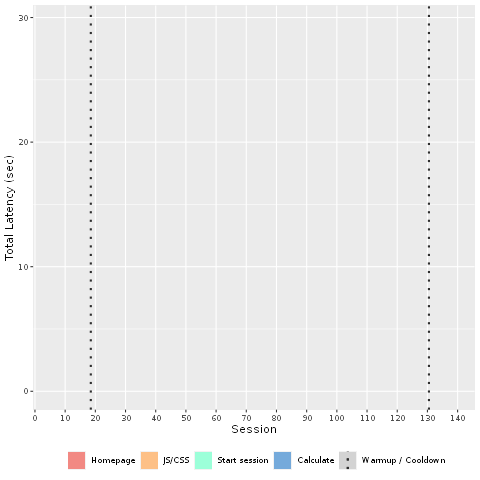 30
20
10
0
Total Latency (sec)
0 10 20 30 40 50 60 70 80 90 100 110 120 130 140
Session
Homepage JS/CSS Start session Calculate Warmup / Cooldown